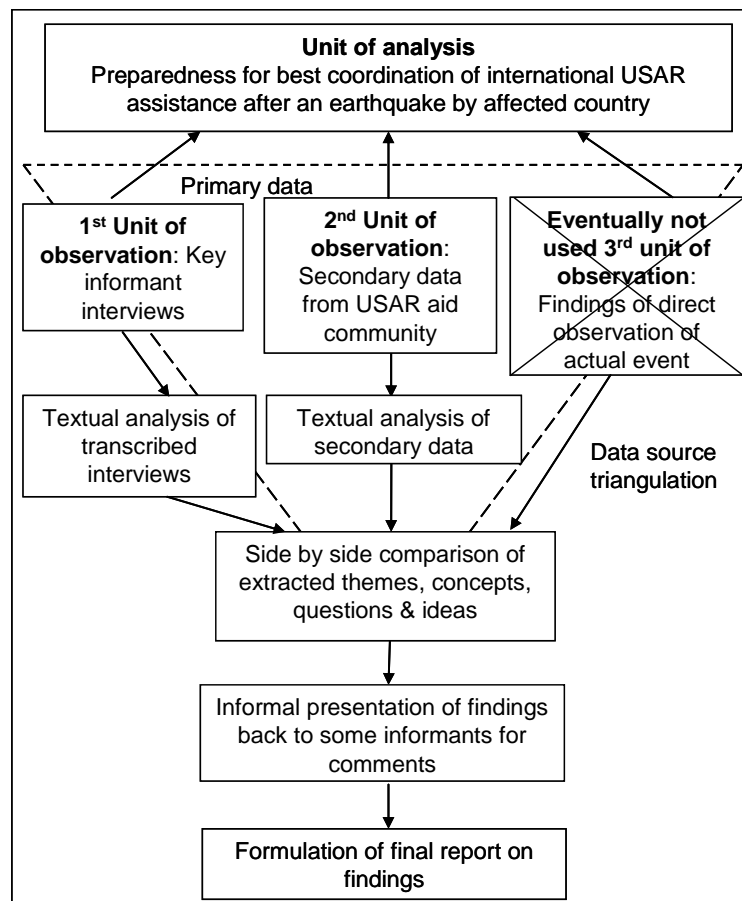 Unit of analysis
Preparedness for best coordination of international USAR
assistance after an earthquake by affected country
Primary data
1st Unit of
observation: Key
informant
interviews
2nd Unit of
observation:
Secondary data
from USAR aid
community
Eventually not
used 3rd unit of
observation:
Findings of direct
observation of
actual event
Textual analysis of
transcribed
interviews
Textual analysis of
secondary data
Data source
triangulation
Side by side comparison of
extracted themes, concepts,
questions & ideas
Informal presentation of findings
back to some informants for
comments
Formulation of final report on
findings